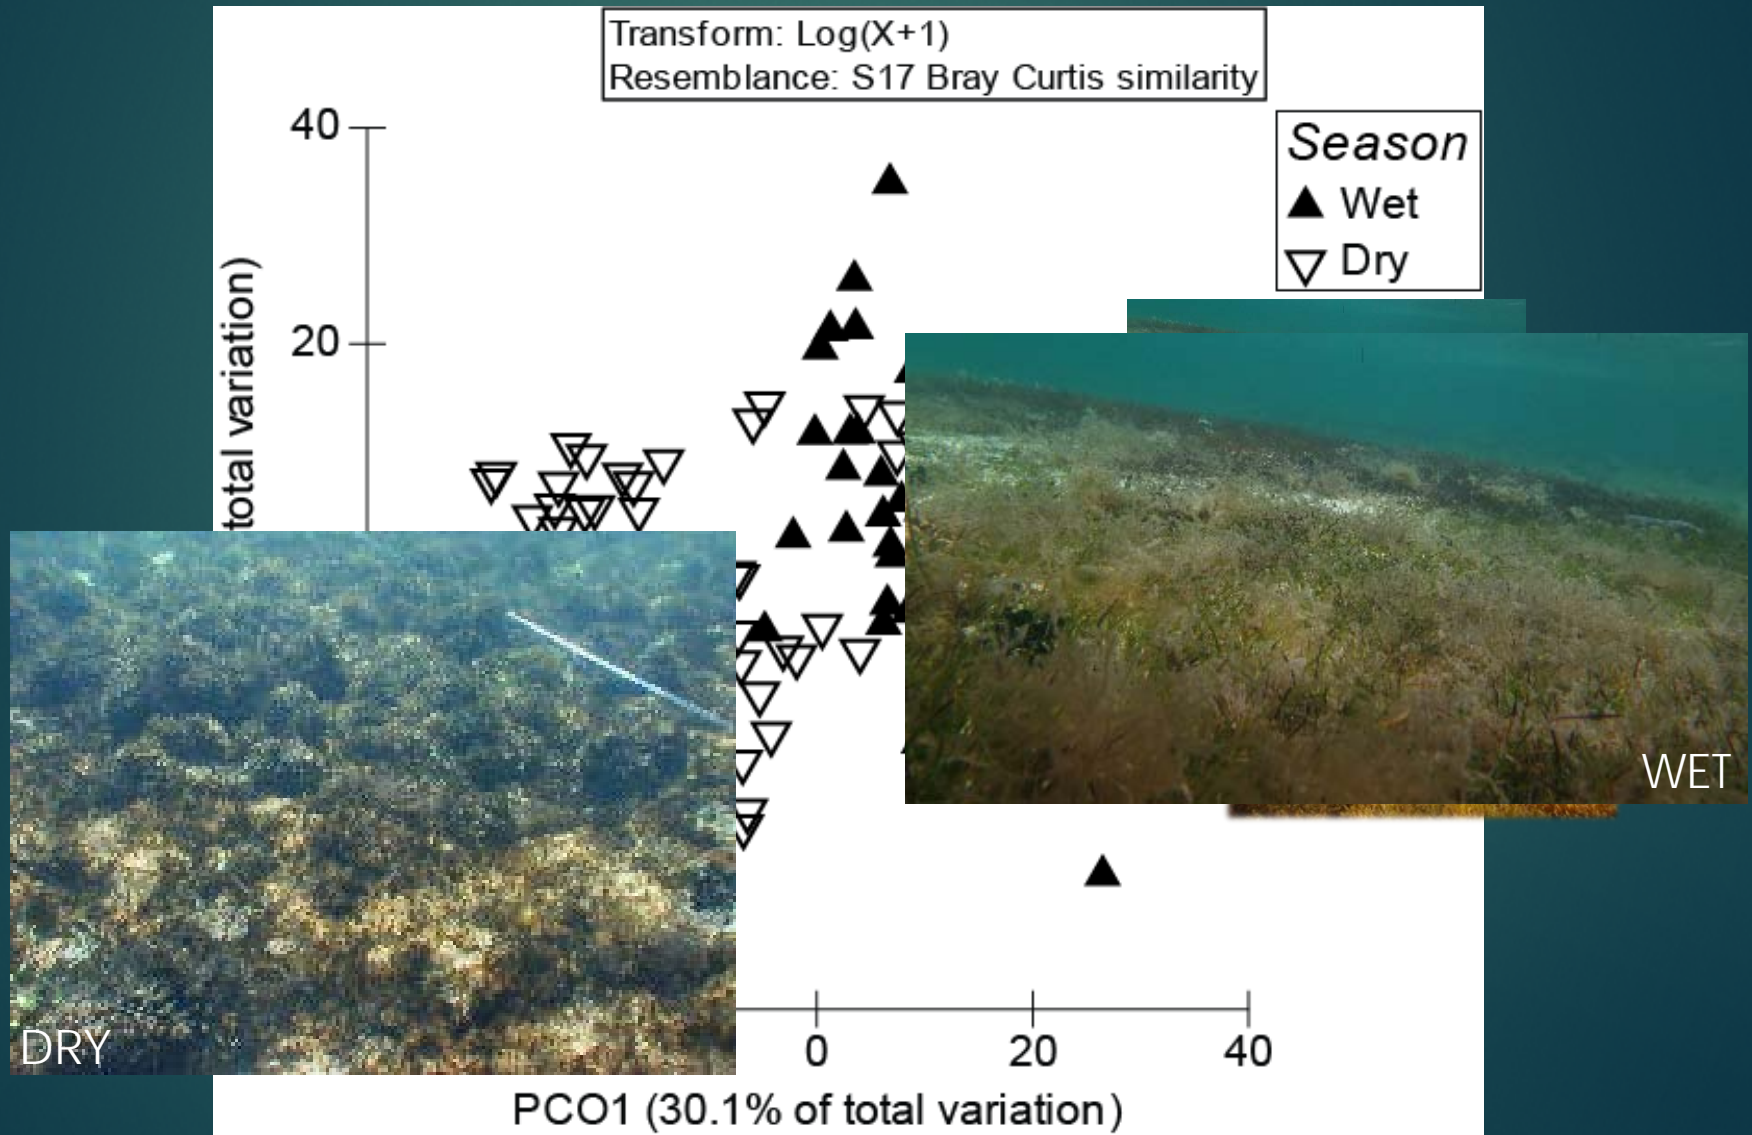 Transform: Log(X+1)
Resemblance: S17 Bray Curtis similarity
Season
Wet
Dry
40
20
total variation)
WET
DRY
0
20
40
PCO1 (30.1% of total variation)